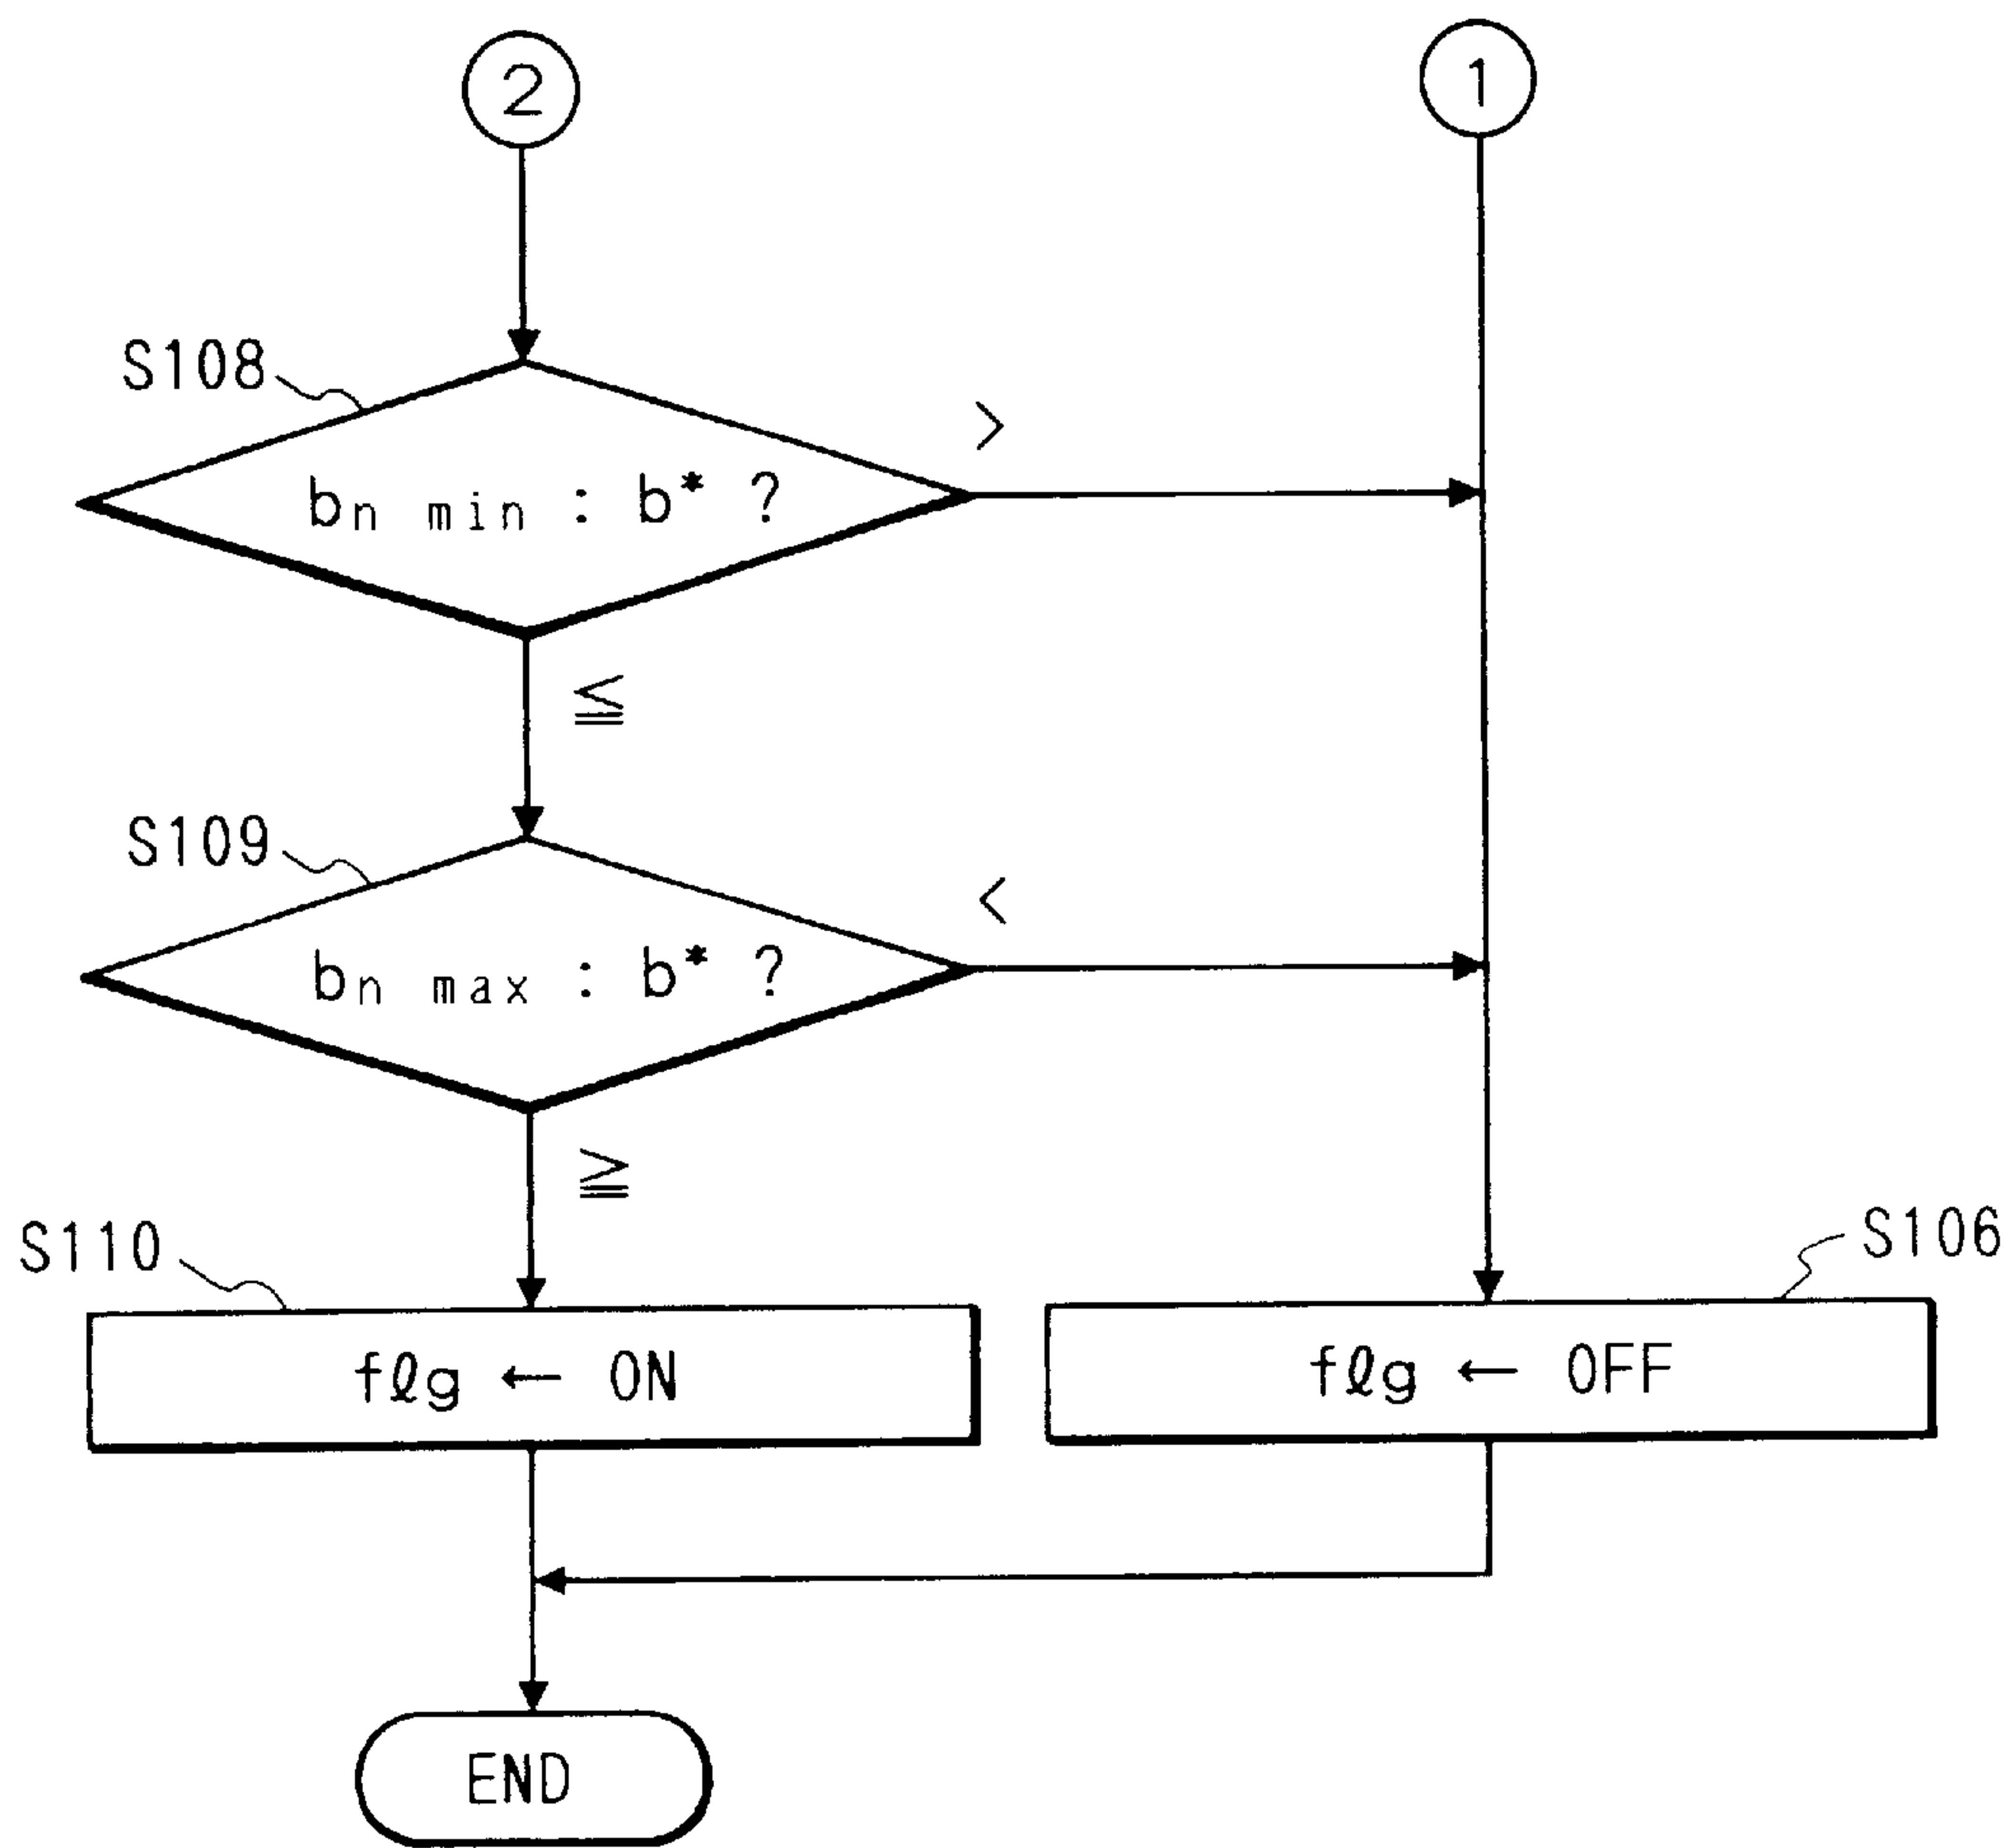 2
1
S108
>
bn min : b* ?
≦
S109
<
bn max : b* ?
≧
S110
S106
fℓg ← ON
fℓg ← OFF
END